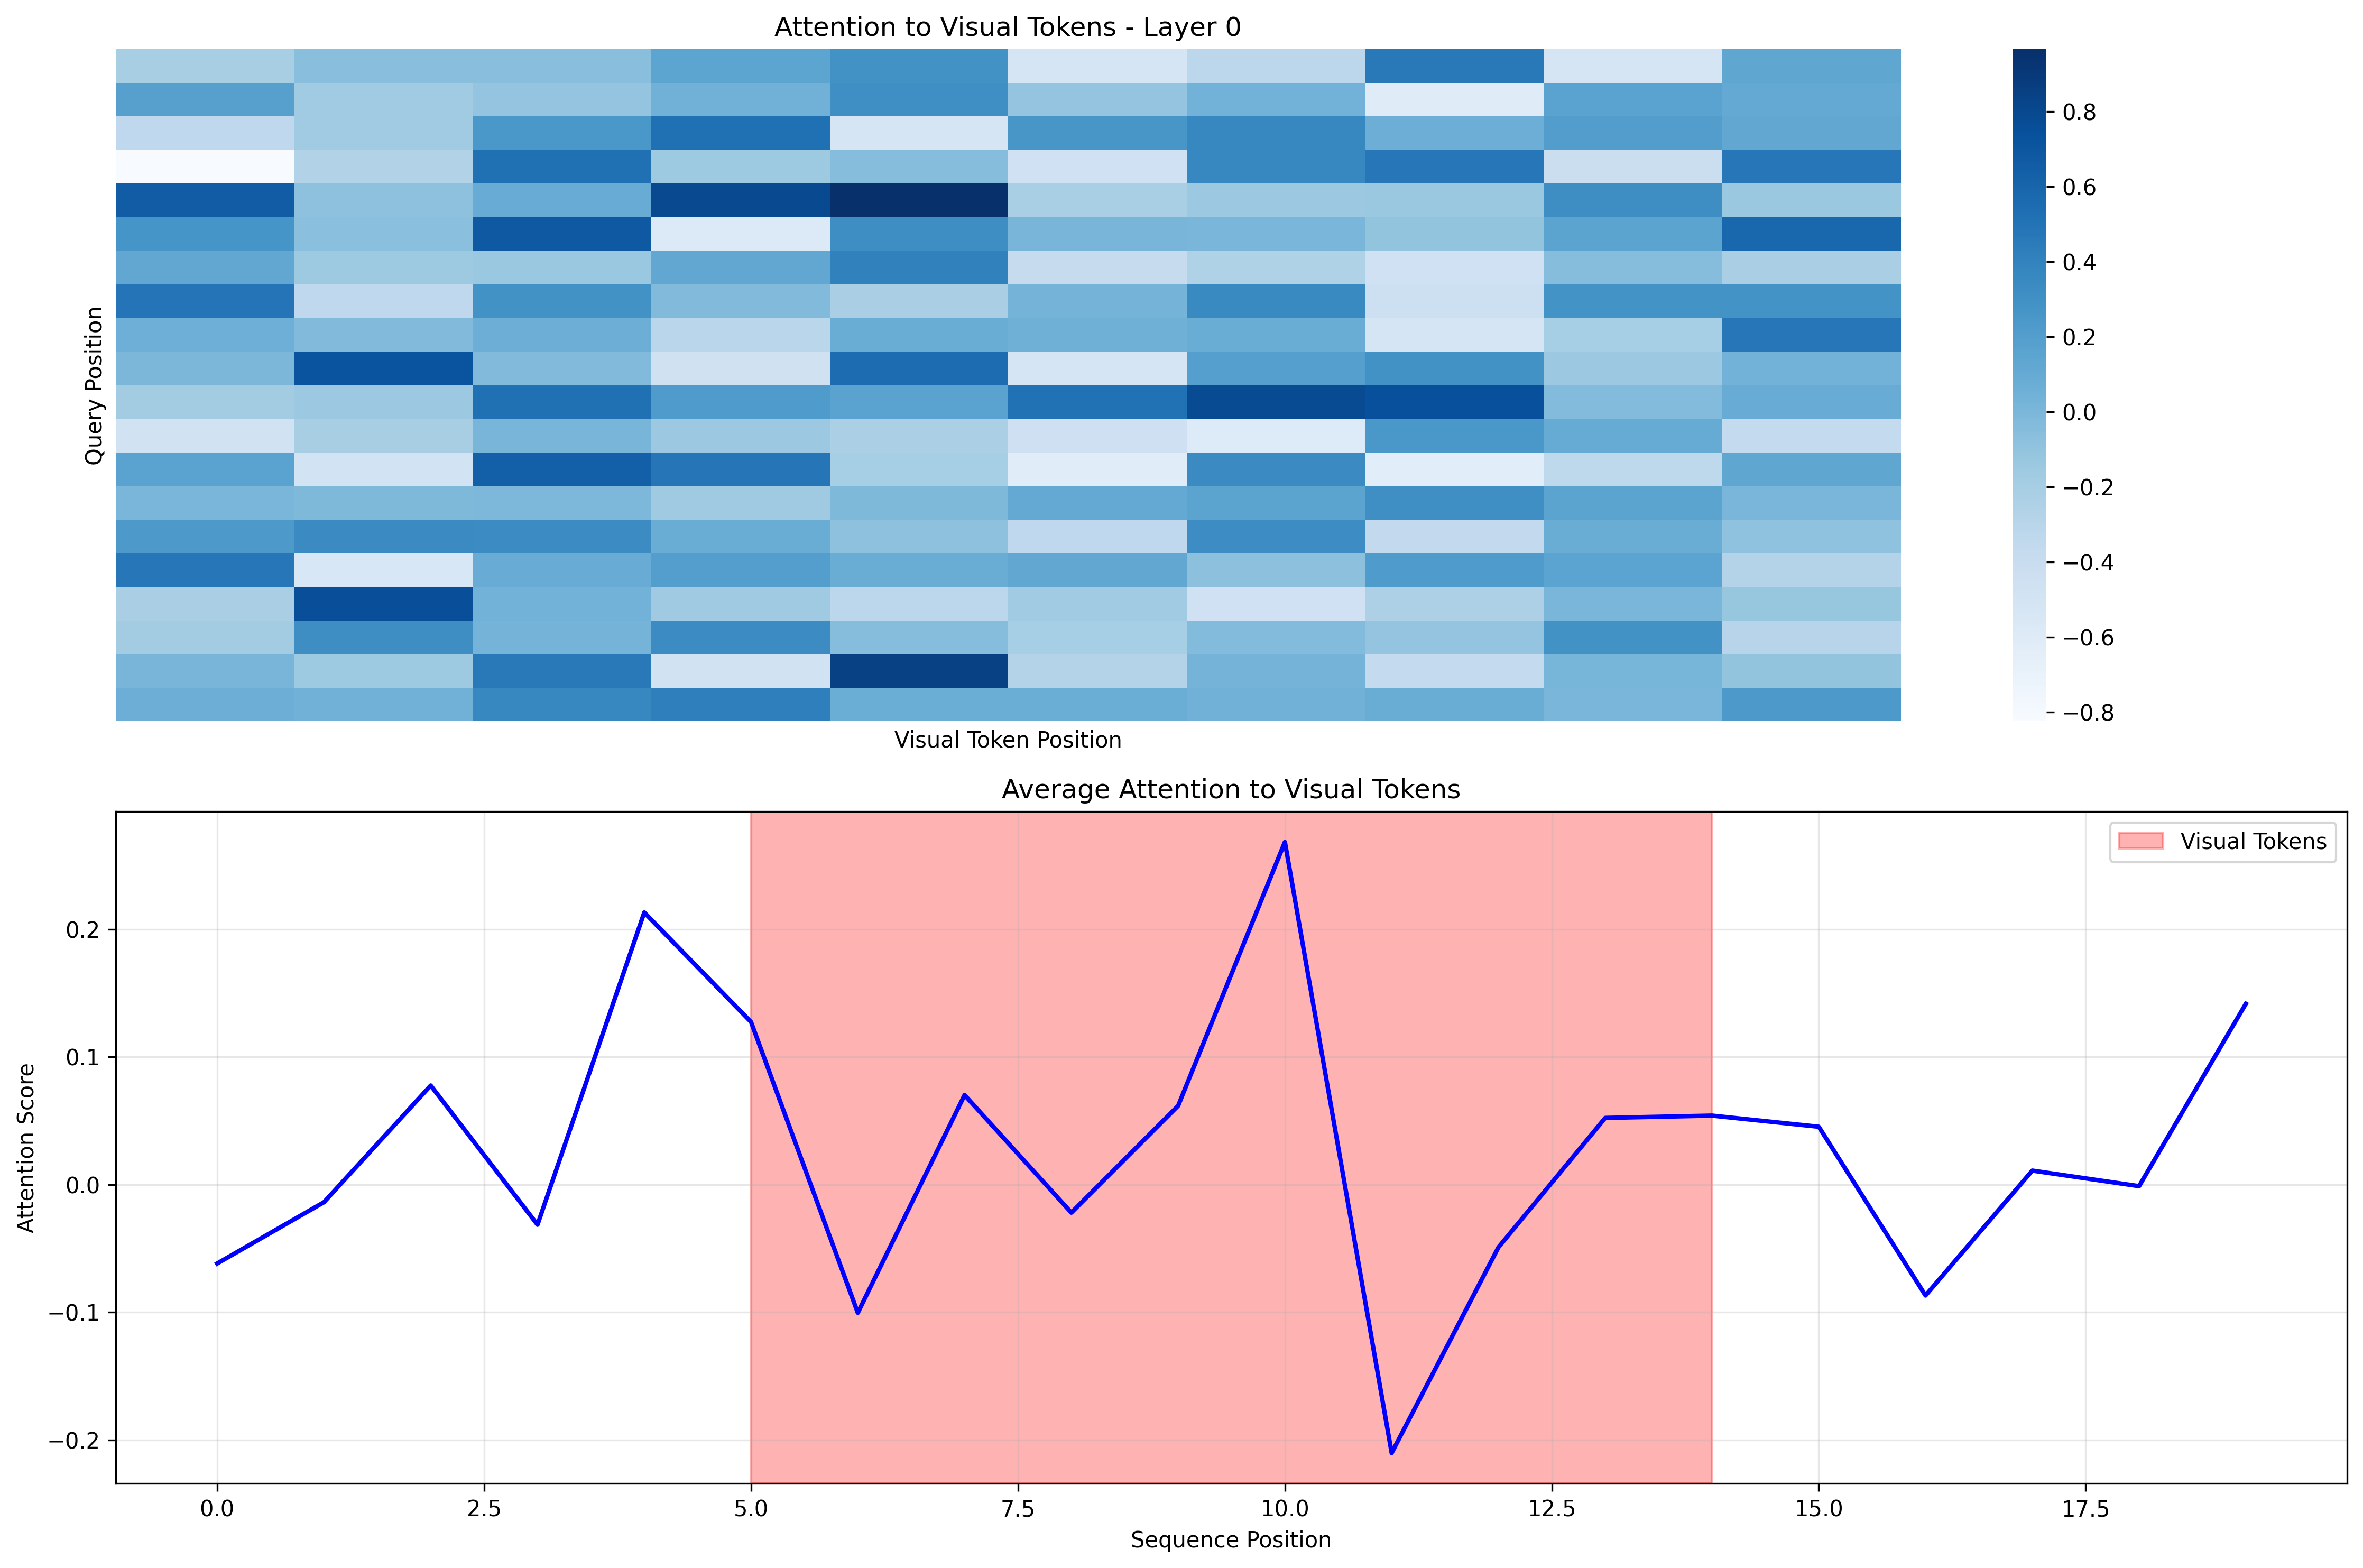 Attention to Visual Tokens - Layer 0
Query Position
Visual Token Position
0.8
0.6
0.4
0.2
0.0
−0.2
−0.4
−0.6
−0.8
Average Attention to Visual Tokens
Visual Tokens
Attention Score
0.2
0.1
0.0
−0.1
−0.2
0.0 2.5 5.0 7.5 10.0 12.5 15.0 17.5
Sequence Position